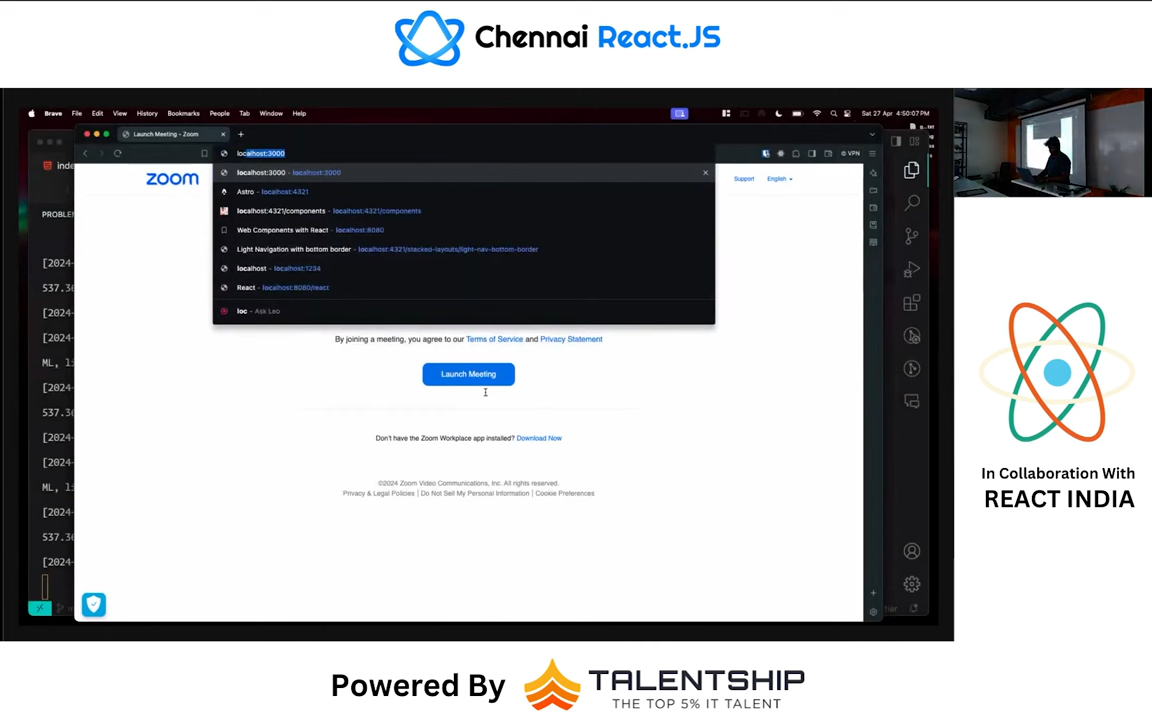 Chennai React.JS
Brave File Edit View History Bookmarks People Tab Window Help
Sat 27 Apr 4:50:07 PM
Launch Meeting - Zoom
localhost:3000
VPN
inde
zoom
Support English
localhost:3000 - localhost:3000
Astro - localhost:4321
localhost:4321/components - localhost:4321/components
Web Components with React - localhost:8080
Light Navigation with bottom border - localhost:4321/stacked-layouts/light-nav-bottom-border
localhost - localhost:1234
React - localhost:8080/react
loc - Ask Leo
PROBLE
[2024-
537.36
[2024-
[2024-
ML, li
[2024-
537.36
[2024-
[2024-
ML, li
[2024-
537.36
[2024-
By joining a meeting, you agree to our Terms of Service and Privacy Statement
Launch Meeting
Don't have the Zoom Workplace app installed? Download Now
©2024 Zoom Video Communications, Inc. All rights reserved.
Privacy & Legal Policies | Do Not Sell My Personal Information | Cookie Preferences
In Collaboration With
REACT INDIA
Powered By
TALENTSHIP
THE TOP 5% IT TALENT